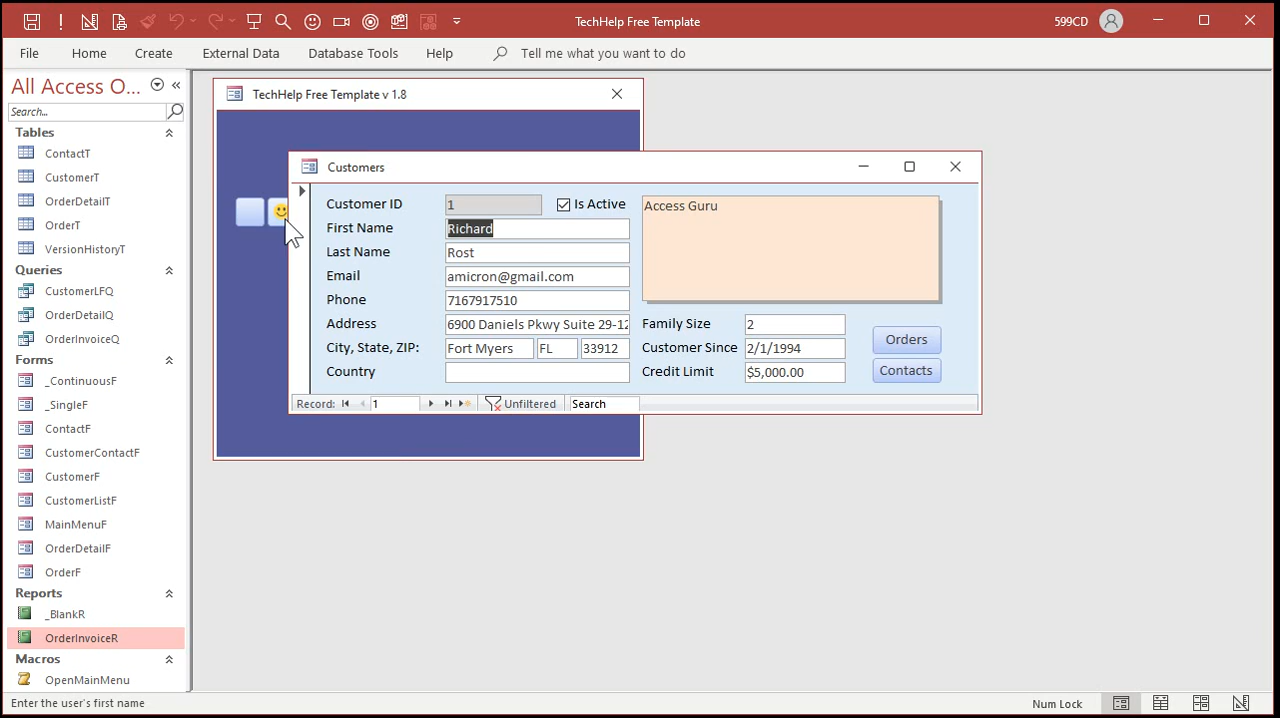 TechHelp Free Template
599CD
File Home Create External Data Database Tools Help Tell me what you want to do
All Access O...
Search...
Tables
ContactT
CustomerT
OrderDetailT
OrderT
VersionHistoryT
Queries
CustomerLFQ
OrderDetailQ
OrderInvoiceQ
Forms
_ContinuousF
_SingleF
ContactF
CustomerContactF
CustomerF
CustomerListF
MainMenuF
OrderDetailF
OrderF
Reports
_BlankR
OrderInvoiceR
Macros
OpenMainMenu
TechHelp Free Template v 1.8
Customers
Customer ID 1 Is Active
First Name Richard
Last Name Rost
Email amicron@gmail.com
Phone 7167917510
Address 6900 Daniels Pkwy Suite 29-12
City, State, ZIP: Fort Myers FL 33912
Country
Access Guru
Family Size 2
Customer Since 2/1/1994
Credit Limit $5,000.00
Orders
Contacts
Record: 1 Unfiltered Search
Enter the user's first name
Num Lock